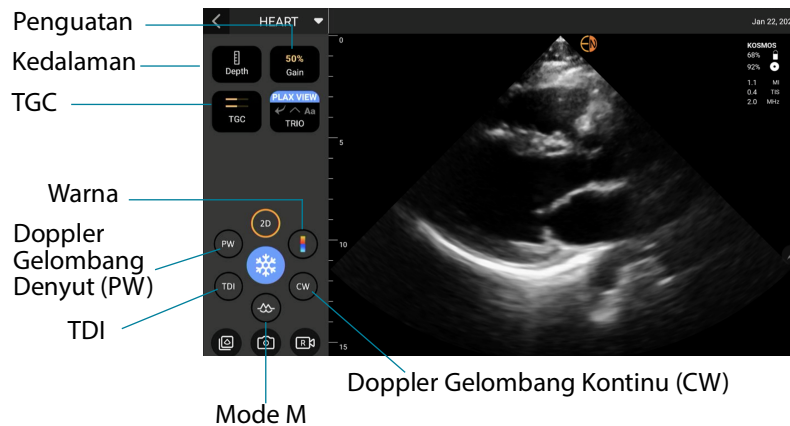 Penguatan
Kedalaman
TGC
Warna
Doppler
Gelombang
Denyut (PW)
TDI
Mode M
Doppler Gelombang Kontinu (CW)
HEART
Depth
50%
Gain
TGC
PLAX VIEW
Aa
TRIO
2D
PW
TDI
CW
R
0
5
10
15
N
Jan 22, 202
KOSMOS
68%
92%
1.1 MI
0.4 TIS
2.0 MHz